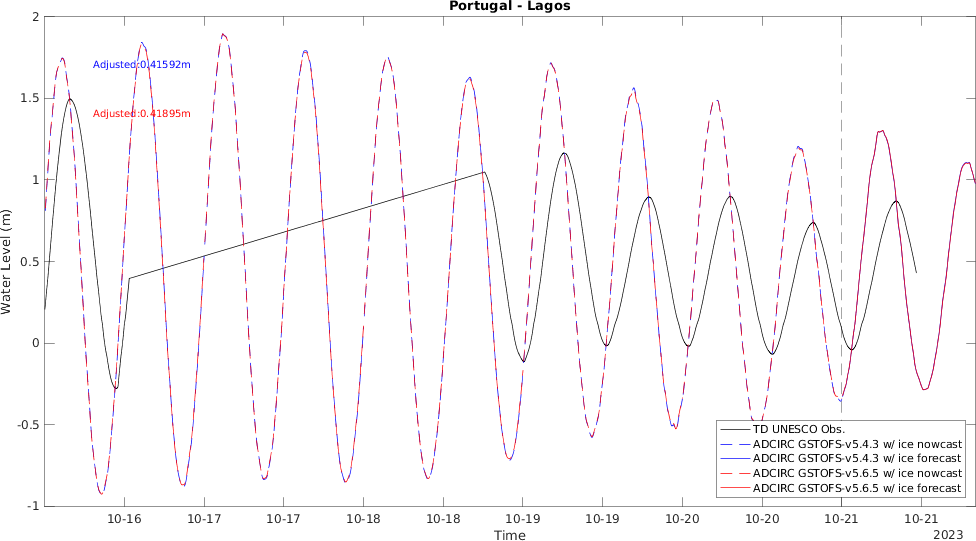 Portugal - Lagos
2
1.5
1
0.5
0
-0.5
-1
Water Level (m)
Adjusted:0.41592m
Adjusted:0.41895m
TD UNESCO Obs.
ADCIRC GSTOFS-v5.4.3 w/ ice nowcast
ADCIRC GSTOFS-v5.4.3 w/ ice forecast
ADCIRC GSTOFS-v5.6.5 w/ ice nowcast
ADCIRC GSTOFS-v5.6.5 w/ ice forecast
10-16 10-17 10-17 10-18 10-18 10-19 10-19 10-20 10-20 10-21 10-21
Time
2023